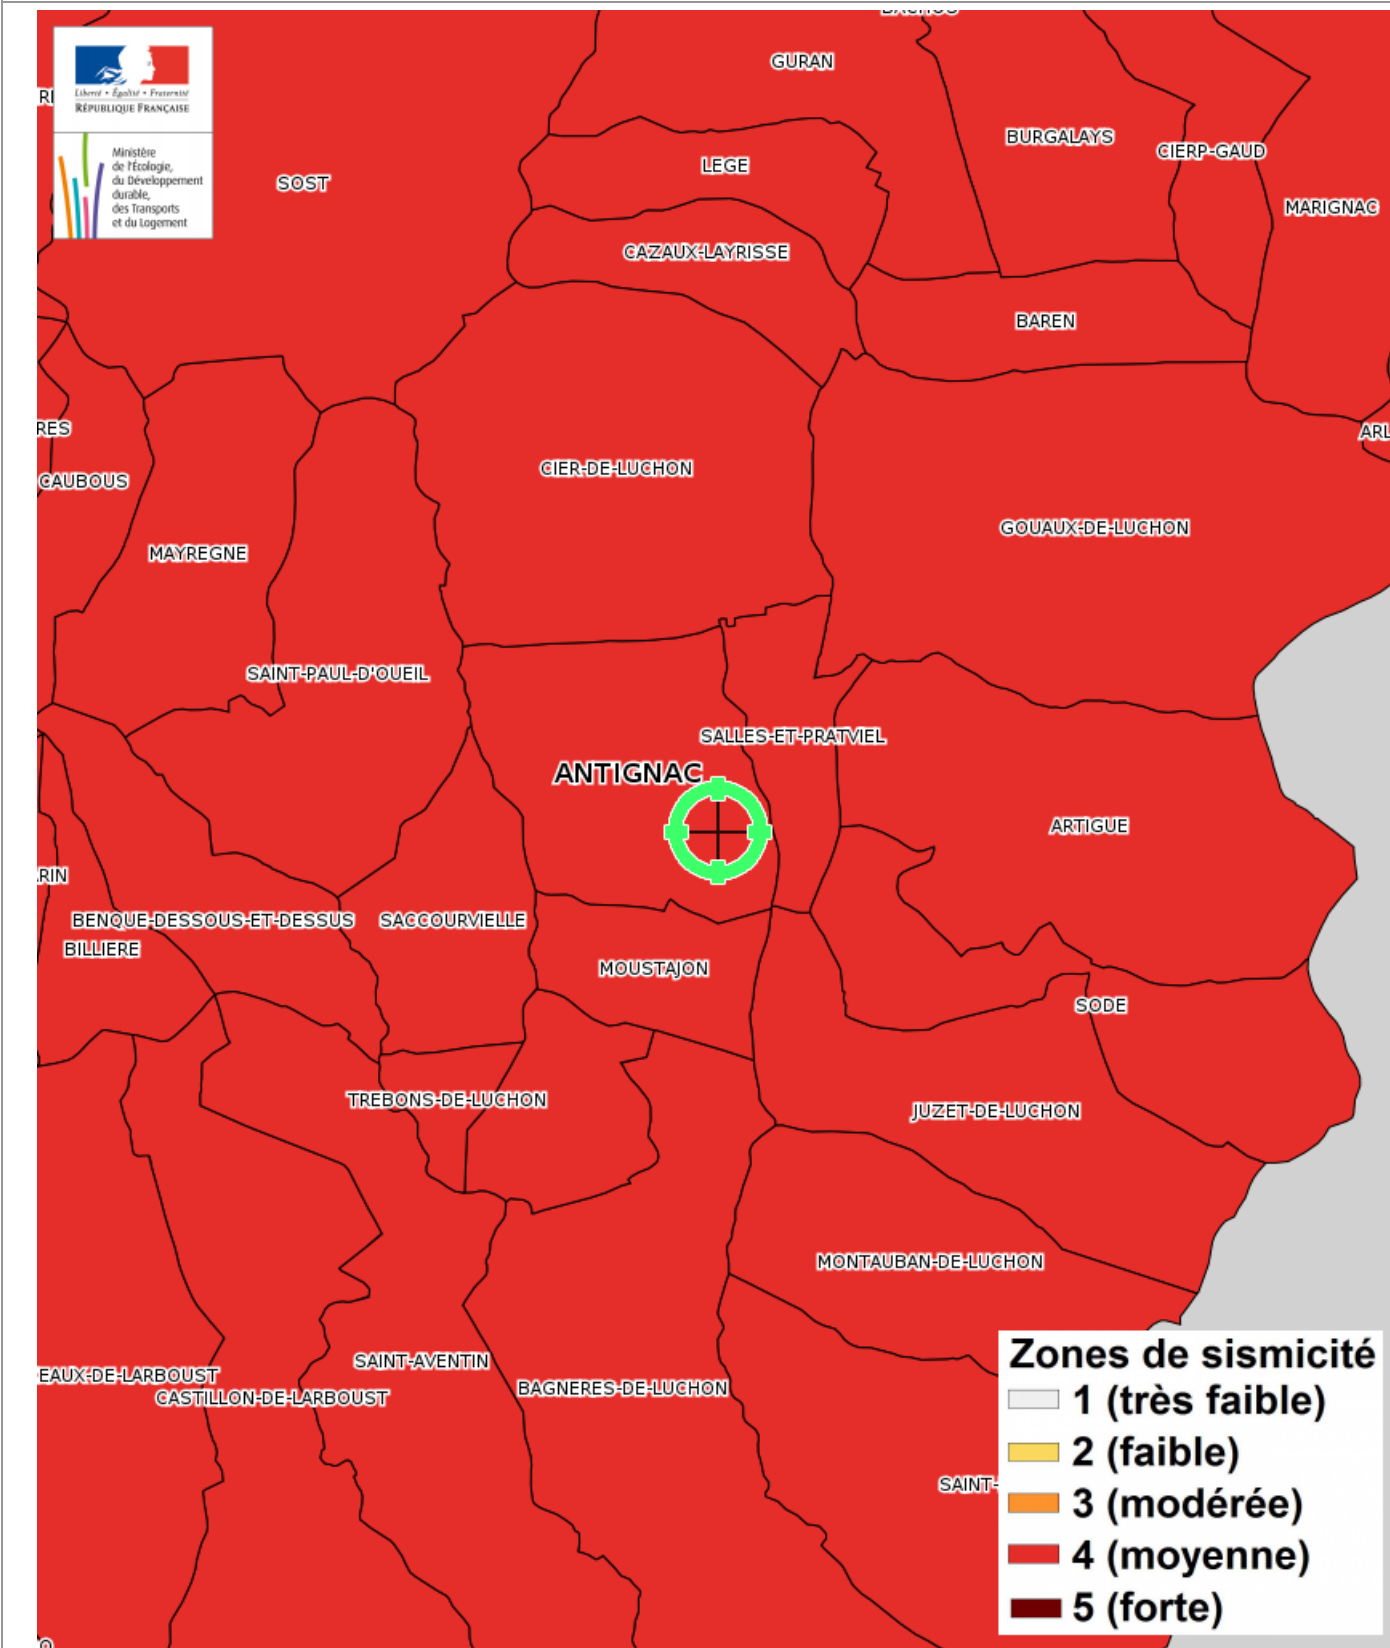 BACHOS
GURAN
Liberté • Égalité • Fraternité
RÉPUBLIQUE FRANÇAISE
BURGALAYS
CIERP-GAUD
Ministère
de l'Écologie,
du Développement
durable,
des Transports
et du Logement
LEGE
SOST
MARIGNAC
CAZAUX-LAYRISSE
BAREN
RES
ARL
CIER-DE-LUCHON
CAUBOUS
GOUAUX-DE-LUCHON
MAYREGNE
SAINT-PAUL-D'OUEIL
SALLES-ET-PRATVIEL
ANTIGNAC
ARTIGUE
RIN
BENQUE-DESSOUS-ET-DESSUS
SACCOURVIELLE
BILLIERE
MOUSTAJON
SODE
TREBONS-DE-LUCHON
JUZET-DE-LUCHON
MONTAUBAN-DE-LUCHON
SAINT-AVENTIN
EAUX-DE-LARBOUST
CASTILLON-DE-LARBOUST
BAGNERES-DE-LUCHON
SAINT-
Zones de sismicité
1 (très faible)
2 (faible)
3 (modérée)
4 (moyenne)
5 (forte)